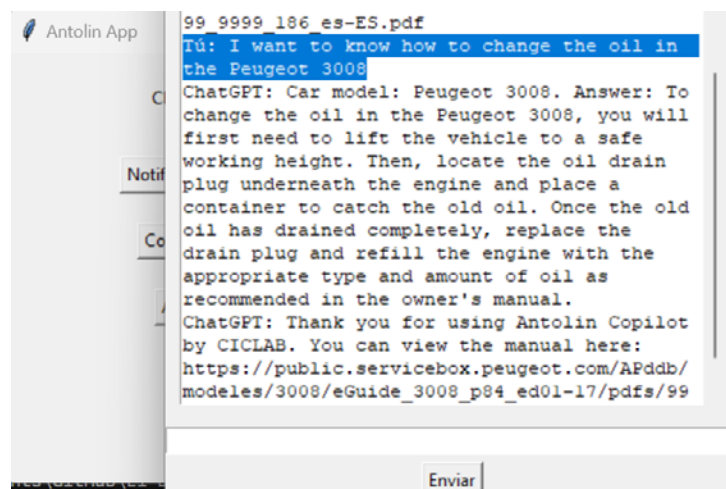 Antolin App
Notif
Co
99_9999_186_es-ES.pdf
Tú: I want to know how to change the oil in
the Peugeot 3008
ChatGPT: Car model: Peugeot 3008. Answer: To
change the oil in the Peugeot 3008, you will
first need to lift the vehicle to a safe
working height. Then, locate the oil drain
plug underneath the engine and place a
container to catch the old oil. Once the old
oil has drained completely, replace the
drain plug and refill the engine with the
appropriate type and amount of oil as
recommended in the owner's manual.
ChatGPT: Thank you for using Antolin Copilot
by CICLAB. You can view the manual here:
https://public.servicebox.peugeot.com/APddb/
modeles/3008/eGuide_3008_p84_ed01-17/pdfs/99
Enviar